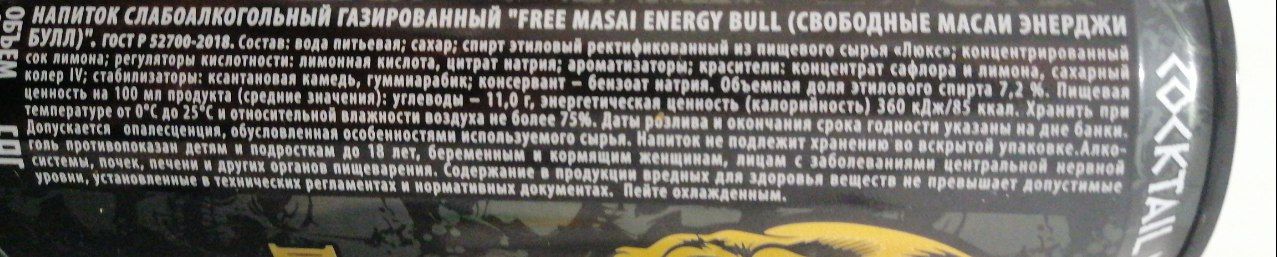 НАПИТОК СЛАБОАЛКОГОЛЬНЫЙ ГАЗИРОВАННЫЙ "FREE MASAI ENERGY BULL (СВОБОДНЫЕ МАСАИ ЭНЕРДЖИ
БУЛЛ)". ГОСТ Р 52700-2018. Состав: вода питьевая; сахар; спирт этиловый ректификованный из пищевого сырья «Люкс»; концентрированный
сок лимона; регуляторы кислотности: лимонная кислота, цитрат натрия; ароматизаторы; красители: концентрат сафлора и лимона, сахарный
колер IV; стабилизаторы: ксантановая камедь, гуммиарабик; консервант – бензоат натрия. Объемная доля этилового спирта 7,2 %. Пищевая
ценность на 100 мл продукта (средние значения): углеводы – 11,0 г, энергетическая ценность (калорийность) 360 кДж/85 ккал. Хранить при
температуре от 0°С до 25°С и относительной влажности воздуха не более 75%. Даты розлива и окончания срока годности указаны на дне банки.
Допускается опалесценция, обусловленная особенностями используемого сырья. Напиток не подлежит хранению во вскрытой упаковке.Алко-
голь противопоказан детям и подросткам до 18 лет, беременным и кормящим женщинам, лицам с заболеваниями центральной нервной
системы, почек, печени и других органов пищеварения. Содержание в продукции вредных для здоровья веществ не превышает допустимые
уровни, установленные в технических регламентах и нормативных документах. Пейте охлажденным.
ОБЪЕМ
COCKTAIL